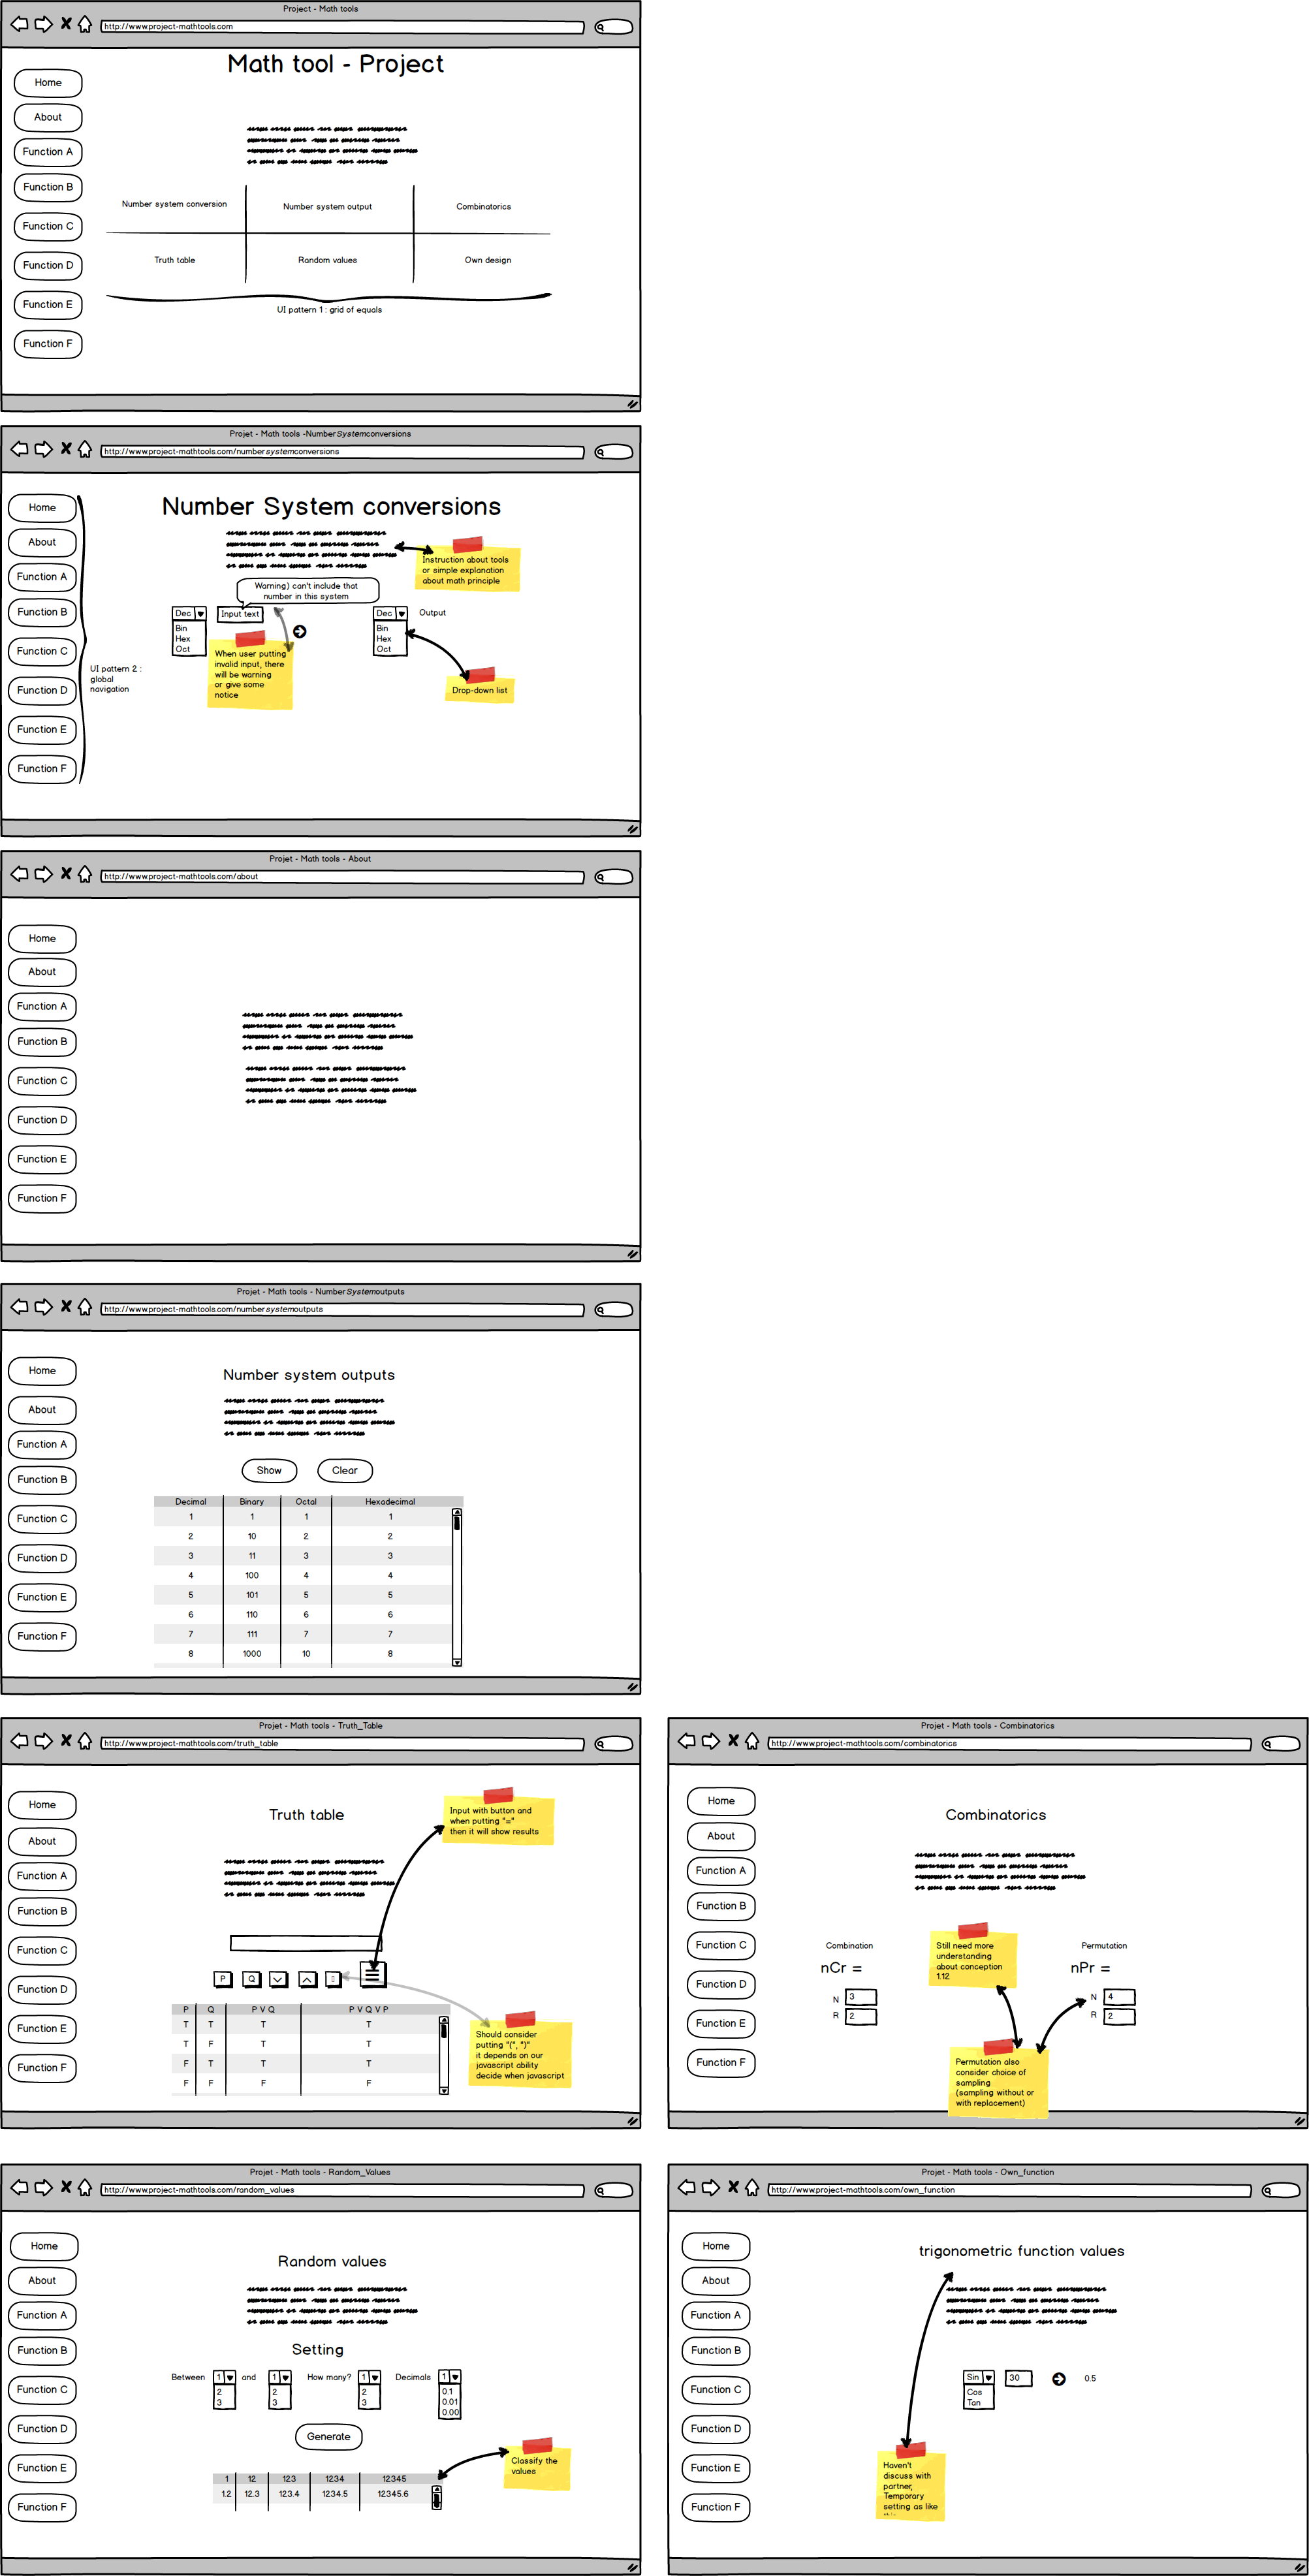 Project - Math tools
http://www.project-mathtools.com
Math tool - Project
Home
About
Function A
Function B
Function C
Function D
Function E
Function F
Number system conversion
Number system output
Combinatorics
Truth table
Random values
Own design
UI pattern 1 : grid of equals
Projet - Math tools -NumberSystemconversions
http://www.project-mathtools.com/numbersystemconversions
Number System conversions
Home
About
Function A
Function B
Function C
Function D
Function E
Function F
UI pattern 2 :
global
navigation
Instruction about tools
or simple explanation
about math principle
Warning) can't include that
number in this system
Dec
Bin
Hex
Oct
Input text
Dec
Bin
Hex
Oct
Output
When user putting
invalid input, there
will be warning
or give some
notice
Drop-down list
Projet - Math tools - About
http://www.project-mathtools.com/about
Home
About
Function A
Function B
Function C
Function D
Function E
Function F
Projet - Math tools - NumberSystemoutputs
http://www.project-mathtools.com/numbersystemoutputs
Home
About
Function A
Function B
Function C
Function D
Function E
Function F
Number system outputs
Show Clear
Decimal Binary Octal Hexadecimal
1 1 1 1
2 10 2 2
3 11 3 3
4 100 4 4
5 101 5 5
6 110 6 6
7 111 7 7
8 1000 10 8
Projet - Math tools - Truth_Table
http://www.project-mathtools.com/truth_table
Home
About
Function A
Function B
Function C
Function D
Function E
Function F
Truth table
Input with button and
when putting "="
then it will show results
P Q
P Q P V Q P V Q V P
T T T T
T F T T
F T T T
F F F F
Should consider
putting "(", ")"
it depends on our
javascript ability
decide when javascript
Projet - Math tools - Combinatorics
http://www.project-mathtools.com/combinatorics
Home
About
Function A
Function B
Function C
Function D
Function E
Function F
Combinatorics
Combination
nCr =
N 3
R 2
Still need more
understanding
about conception
1.12
Permutation
nPr =
N 4
R 2
Permutation also
consider choice of
sampling
(sampling without or
with replacement)
Projet - Math tools - Random_Values
http://www.project-mathtools.com/random_values
Home
About
Function A
Function B
Function C
Function D
Function E
Function F
Random values
Setting
Between 1 and 1 How many? 1 Decimals 1
2 2 2 0.1
3 3 3 0.01
0.00
Generate
1 12 123 1234 12345
1.2 12.3 123.4 1234.5 12345.6
Classify the
values
Projet - Math tools - Own_function
http://www.project-mathtools.com/own_function
Home
About
Function A
Function B
Function C
Function D
Function E
Function F
trigonometric function values
Sin 30 0.5
Cos
Tan
Haven't
discuss with
partner,
Temporary
setting as like